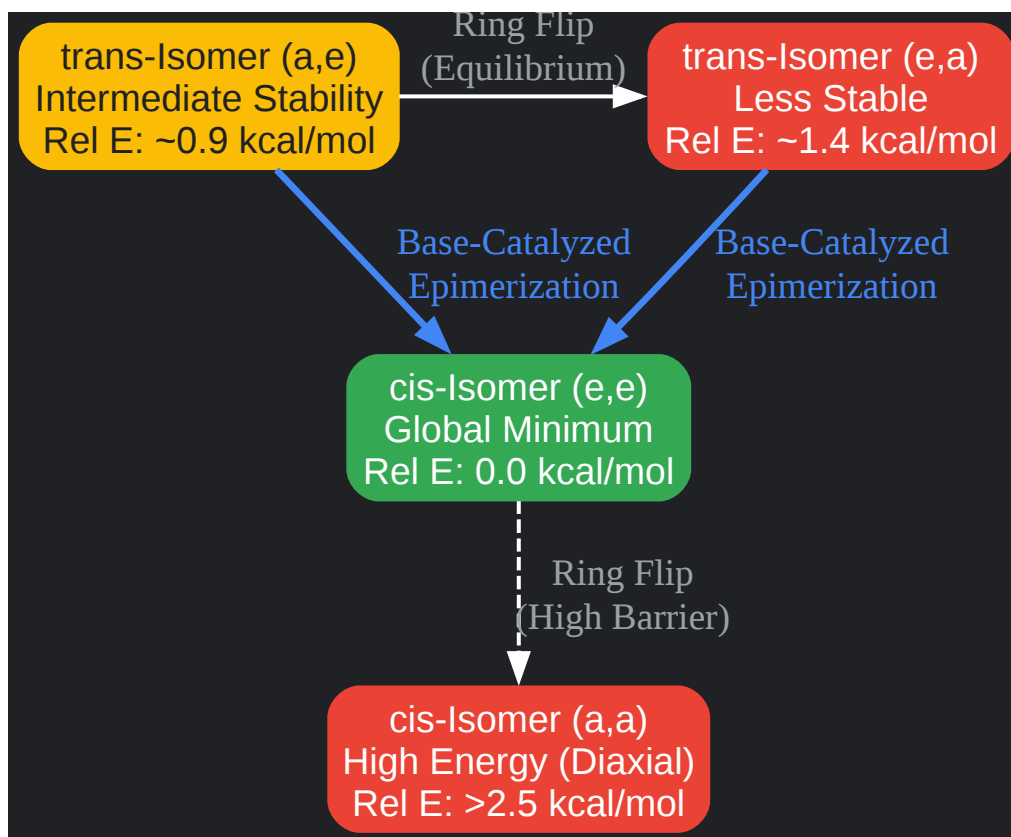 Ring Flip
(Equilibrium)
trans-Isomer (a,e)
Intermediate Stability
Rel E: ~0.9 kcal/mol
trans-Isomer (e,a)
Less Stable
Rel E: ~1.4 kcal/mol
Base-Catalyzed
Epimerization
Base-Catalyzed
Epimerization
cis-Isomer (e,e)
Global Minimum
Rel E: 0.0 kcal/mol
Ring Flip
(High Barrier)
cis-Isomer (a,a)
High Energy (Diaxial)
Rel E: >2.5 kcal/mol